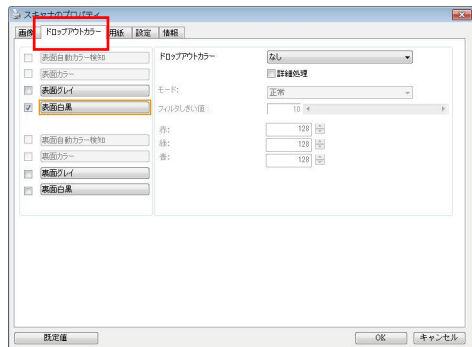 スキャナのプロパティ
画像 ドロップアウトカラー 用紙 設定 情報
表面自動カラー検知
表面カラー
表面グレイ
表面白黒
裏面自動カラー検知
裏面カラー
裏面グレイ
裏面白黒
ドロップアウトカラー なし
詳細処理
モード: 正常
フィルタしきい値: 10
赤: 128
緑: 128
青: 128
既定値 OK キャンセル